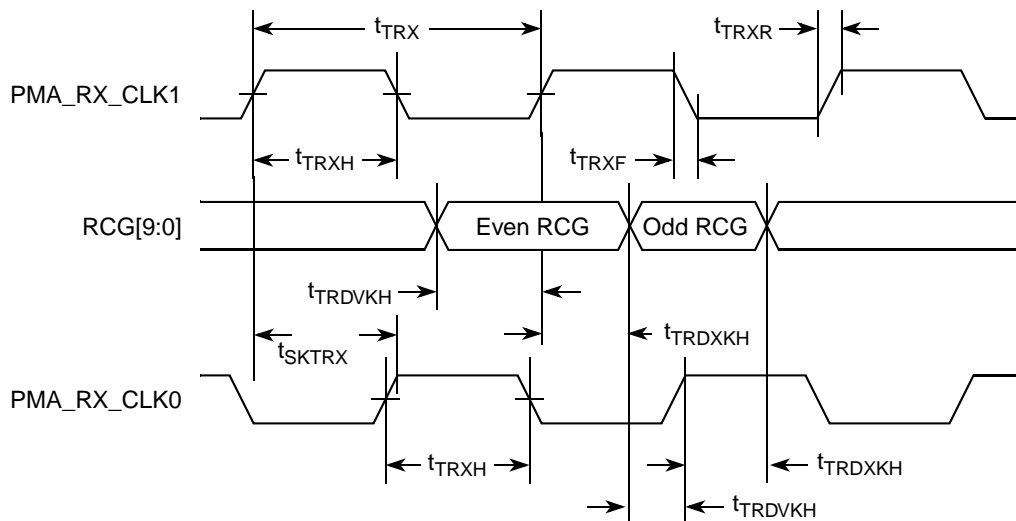 tTRX
tTRXR
PMA_RX_CLK1
tTRXH
tTRXF
RCG[9:0]
Even RCG
Odd RCG
tTRDVKH
tTRDXKH
tSKTRX
PMA_RX_CLK0
tTRXH
tTRDXKH
tTRDVKH